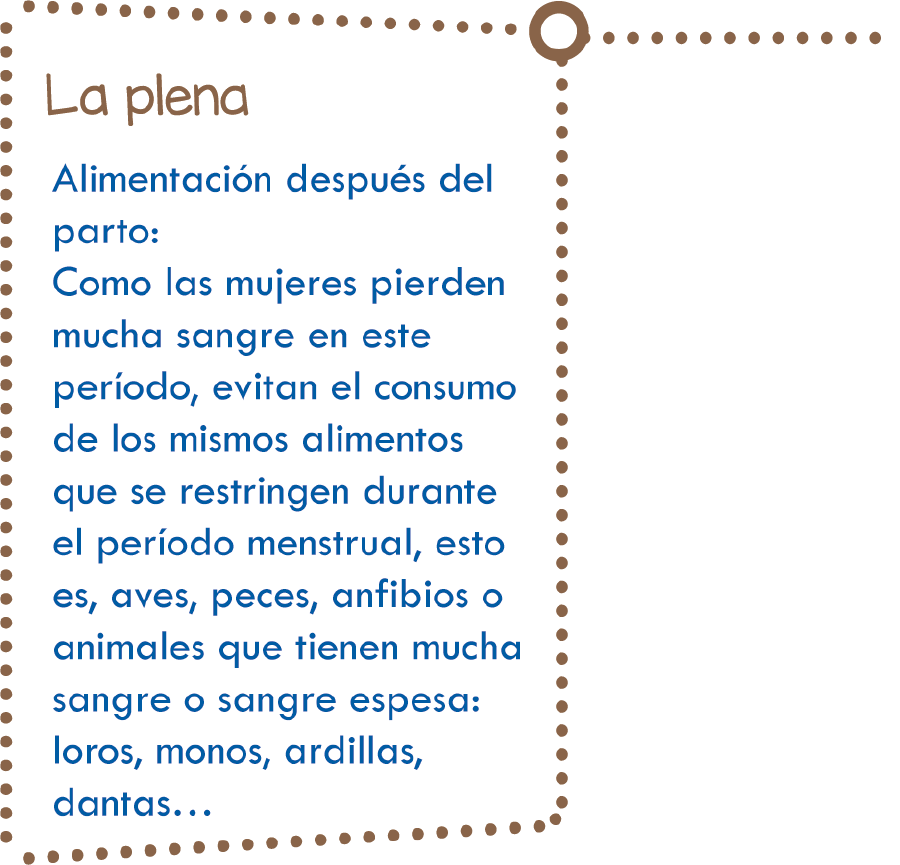 La plena
Alimentación después del
parto:
Como las mujeres pierden
mucha sangre en este
período, evitan el consumo
de los mismos alimentos
que se restringen durante
el período menstrual, esto
es, aves, peces, anfibios o
animales que tienen mucha
sangre o sangre espesa:
loros, monos, ardillas,
dantas…